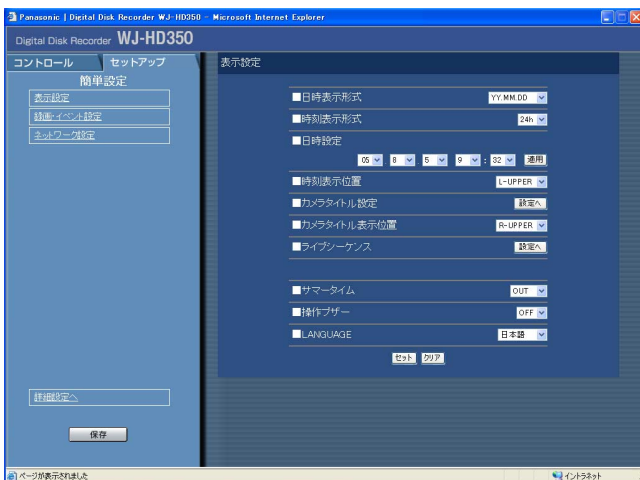 Panasonic | Digital Disk Recorder WJ-HD350 - Microsoft Internet Explorer
Digital Disk Recorder WJ-HD350
コントロール
セットアップ
簡単設定
表示設定
録画・イベント設定
ネットワーク設定
詳細設定へ
保存
表示設定
■日時表示形式 YY.MM.DD
■時刻表示形式 24h
■日時設定
05 8 5 9 : 32 適用
■時刻表示位置 L-UPPER
■カメラタイトル設定 設定へ
■カメラタイトル表示位置 R-UPPER
■ライブシーケンス 設定へ
■サマータイム OUT
■操作ブザー OFF
■LANGUAGE 日本語
セット クリア
ページが表示されました
イントラネット